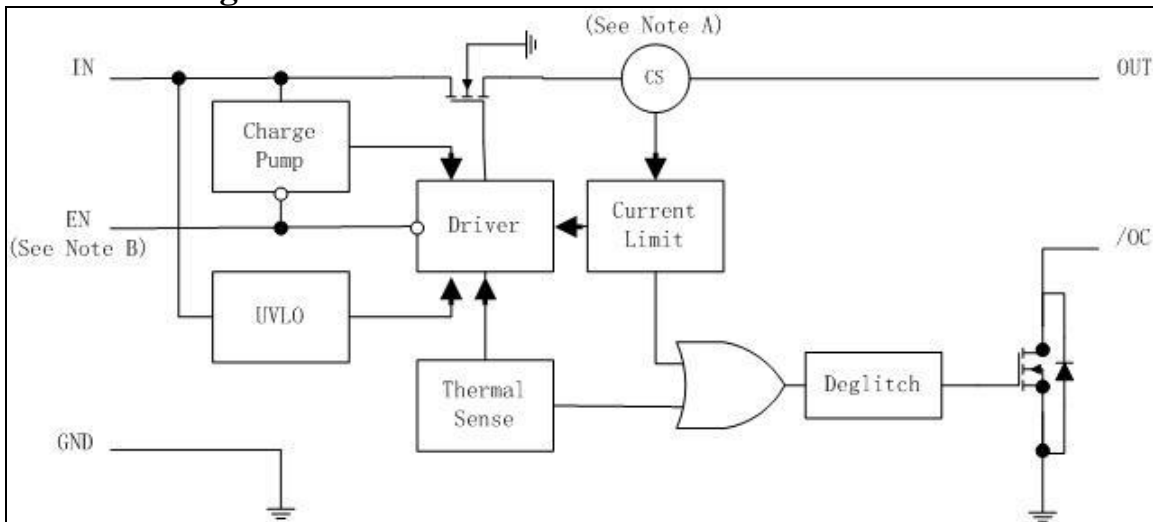 (See Note A)
IN
CS
OUT
Charge
Pump
EN
(See Note B)
Driver
Current
Limit
/OC
UVLO
Thermal
Sense
Deglitch
GND